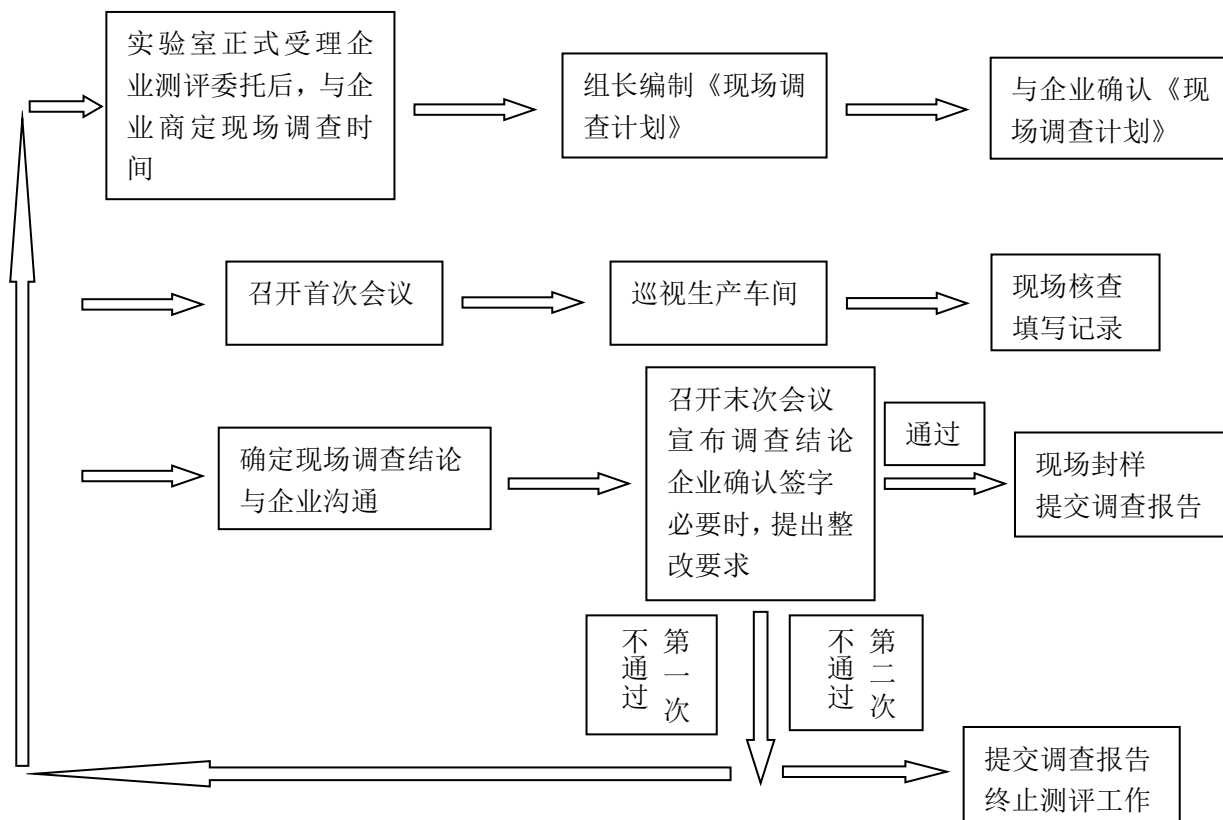 实验室正式受理企
业测评委托后，与企
业商定现场调查时
间
组长编制《现场调
查计划》
与企业确认《现
场调查计划》
召开首次会议
巡视生产车间
现场核查
填写记录
确定现场调查结论
与企业沟通
召开末次会议
宣布调查结论
企业确认签字
必要时，提出整
改要求
通过
现场封样
提交调查报告
第一次
不通过
第二次
不通过
提交调查报告
终止测评工作